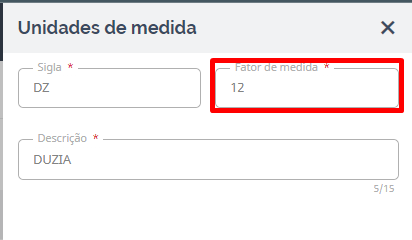 Unidades de medida
Sigla *
Fator de medida *
DZ
12
Descrição *
DUZIA
5/15